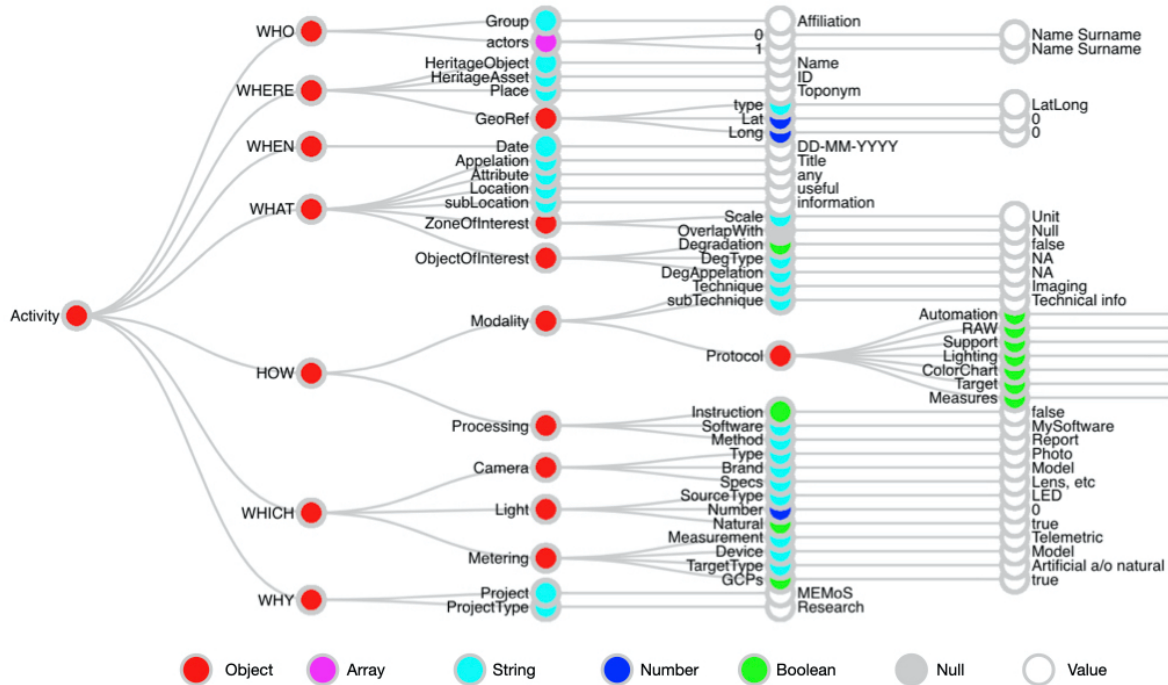 Group
Affiliation
WHO
0
Name Surname
actors
1
Name Surname
HeritageObject
Name
HeritageAsset
ID
WHERE
Place
Toponym
type
LatLong
GeoRef
Lat
0
Long
0
WHEN
Date
DD-MM-YYYY
Appelation
Title
Attribute
any
Location
useful
WHAT
subLocation
information
ZoneOfInterest
Scale
Unit
OverlapWith
Null
Degradation
false
ObjectOfInterest
DegType
NA
DegAppelation
NA
Technique
Imaging
subTechnique
Technical info
Activity
Modality
Automation
RAW
Support
Protocol
Lighting
ColorChart
Target
Measures
HOW
Instruction
false
Processing
Software
MySoftware
Method
Report
Type
Photo
Camera
Brand
Model
Specs
Lens, etc
SourceType
LED
WHICH
Light
Number
0
Natural
true
Measurement
Telemetric
Metering
Device
Model
TargetType
Artificial a/o natural
GCPs
true
WHY
Project
MEMoS
ProjectType
Research
Object
Array
String
Number
Boolean
Null
Value